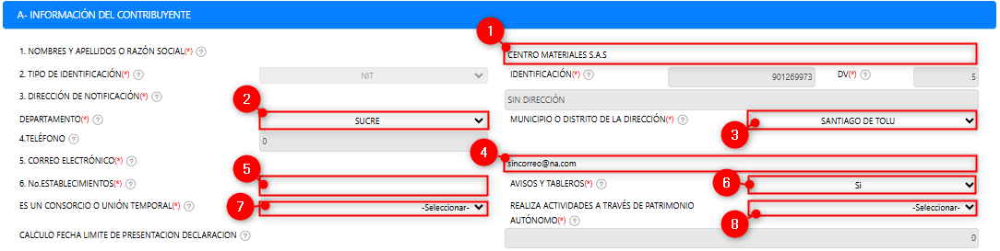 A- INFORMACIÓN DEL CONTRIBUYENTE
1
1. NOMBRES Y APELLIDOS O RAZÓN SOCIAL(*) ? CENTRO MATERIALES S.A.S
2. TIPO DE IDENTIFICACIÓN(*) ? NIT IDENTIFICACIÓN(*) ? 901269973 DV(*) ? 5
3. DIRECCIÓN DE NOTIFICACIÓN(*) ? SIN DIRECCIÓN
2
DEPARTAMENTO(*) ? SUCRE MUNICIPIO O DISTRITO DE LA DIRECCIÓN(*) ? SANTIAGO DE TOLU
3
4.TELÉFONO ? 0
4
5. CORREO ELECTRÓNICO(*) ? sincorreo@na.com
5
6. No.ESTABLECIMIENTOS(*) ? AVISOS Y TABLEROS(*) ? 6 Si
ES UN CONSORCIO O UNIÓN TEMPORAL(*) ? 7 -Seleccionar- REALIZA ACTIVIDADES A TRAVÉS DE PATRIMONIO
AUTÓNOMO(*) ? 8 -Seleccionar-
CALCULO FECHA LIMITE DE PRESENTACION DECLARACION ? 0